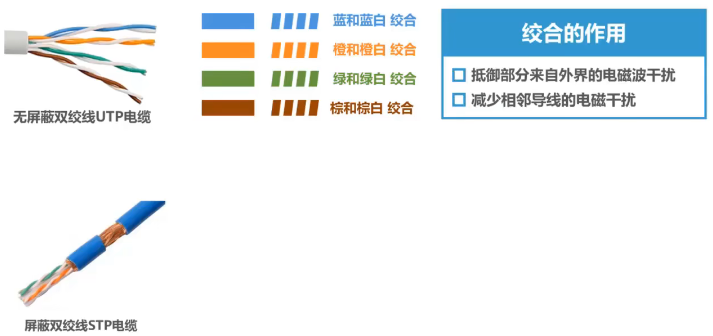 蓝和蓝白 绞合
橙和橙白 绞合
绿和绿白 绞合
棕和棕白 绞合
无屏蔽双绞线UTP电缆
绞合的作用
抵御部分来自外界的电磁波干扰
减少相邻导线的电磁干扰
屏蔽双绞线STP电缆